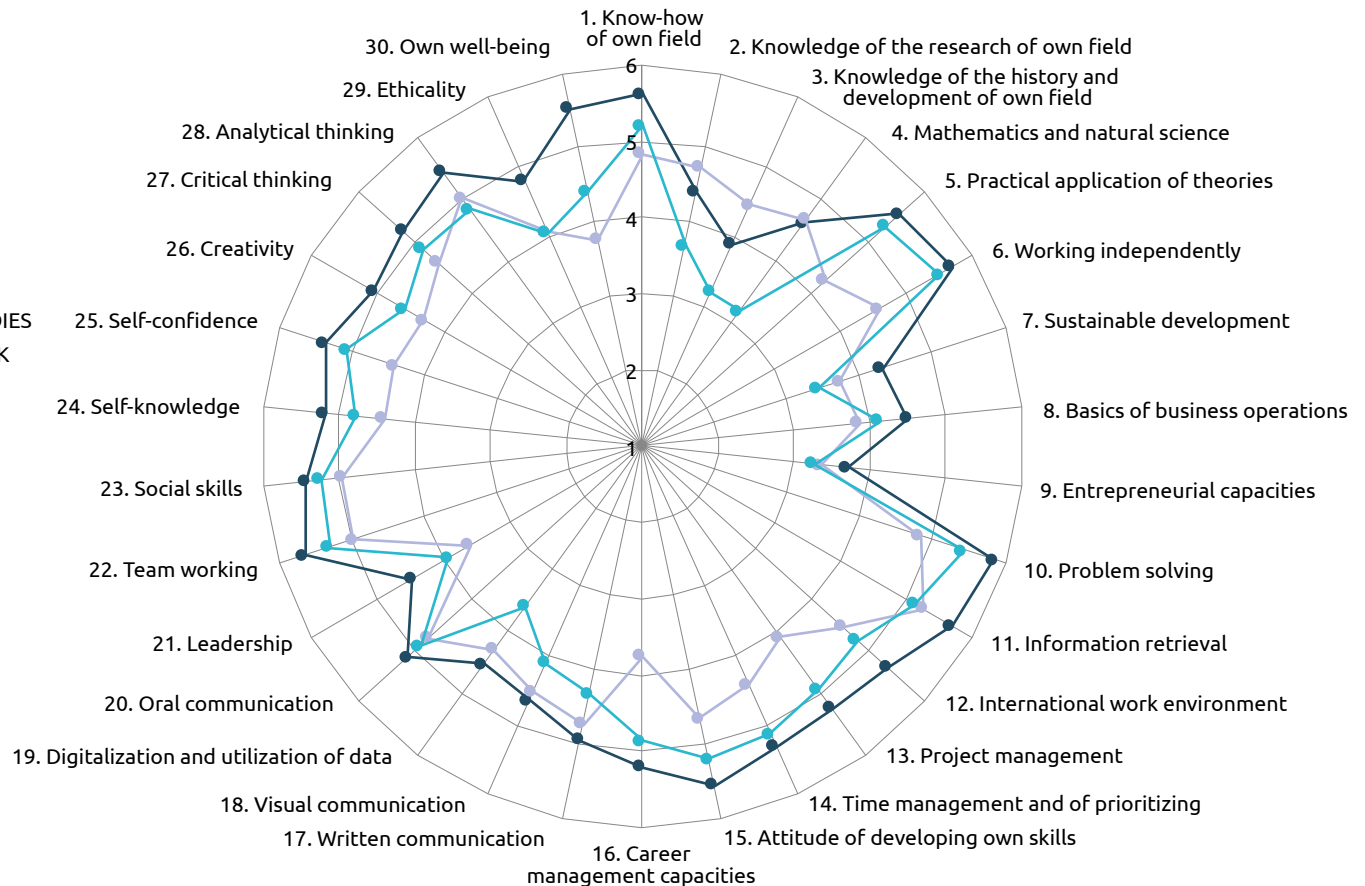 1. Know-how
of own field
2. Knowledge of the research of own field
3. Knowledge of the history and
development of own field
4. Mathematics and natural science
5. Practical application of theories
6. Working independently
7. Sustainable development
8. Basics of business operations
9. Entrepreneurial capacities
10. Problem solving
11. Information retrieval
12. International work environment
13. Project management
14. Time management and of prioritizing
15. Attitude of developing own skills
16. Career
management capacities
17. Written communication
18. Visual communication
19. Digitalization and utilization of data
20. Oral communication
21. Leadership
22. Team working
23. Social skills
24. Self-knowledge
25. Self-confidence
26. Creativity
27. Critical thinking
28. Analytical thinking
29. Ethicality
30. Own well-being
6
5
4
3
2
1